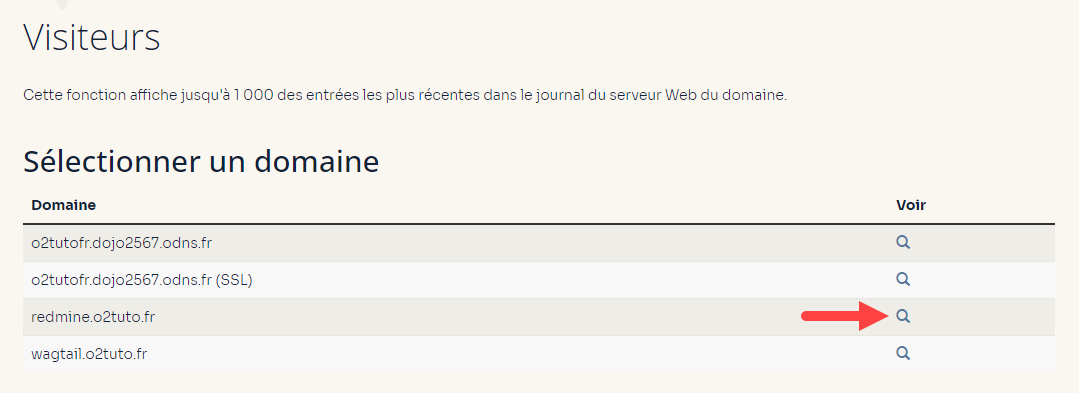 Visiteurs
Cette fonction affiche jusqu'à 1 000 des entrées les plus récentes dans le journal du serveur Web du domaine.
Sélectionner un domaine
Domaine Voir
o2tutofr.dojo2567.odns.fr
o2tutofr.dojo2567.odns.fr (SSL)
redmine.o2tuto.fr
wagtail.o2tuto.fr